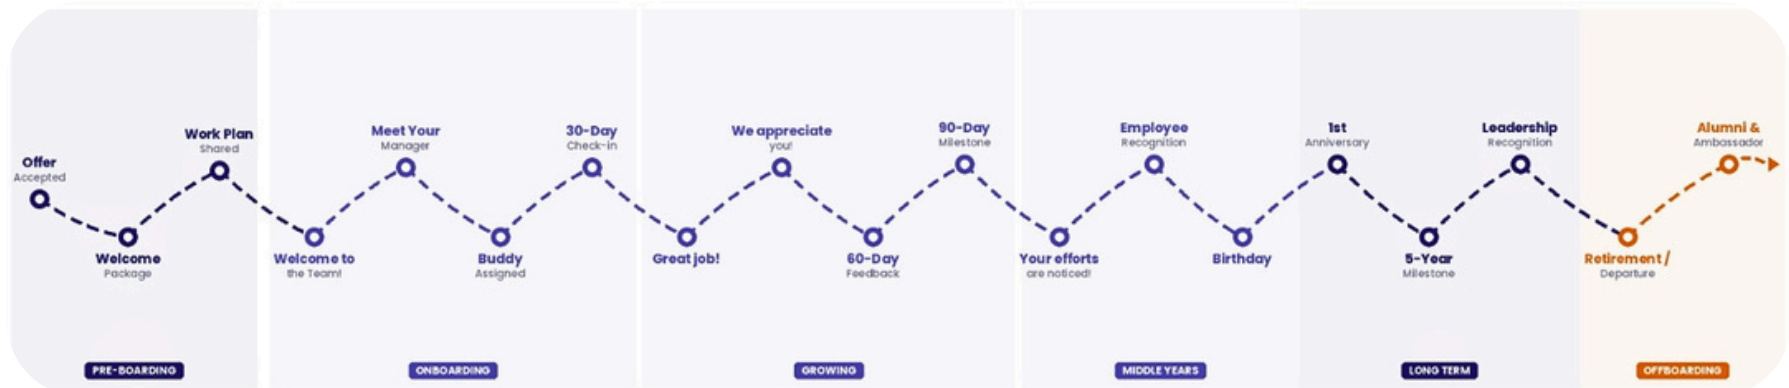 Offer
Accepted
Welcome
Package
Work Plan
Shared
PRE-BOARDING
Welcome to
the Team!
Meet Your
Manager
Buddy
Assigned
30-Day
Check-in
ONBOARDING
Great job!
We appreciate
you!
60-Day
Feedback
90-Day
Milestone
GROWING
Your efforts
are noticed!
Employee
Recognition
Birthday
MIDDLE YEARS
1st
Anniversary
5-Year
Milestone
Leadership
Recognition
LONG TERM
Retirement /
Departure
Alumni &
Ambassador
OFFBOARDING